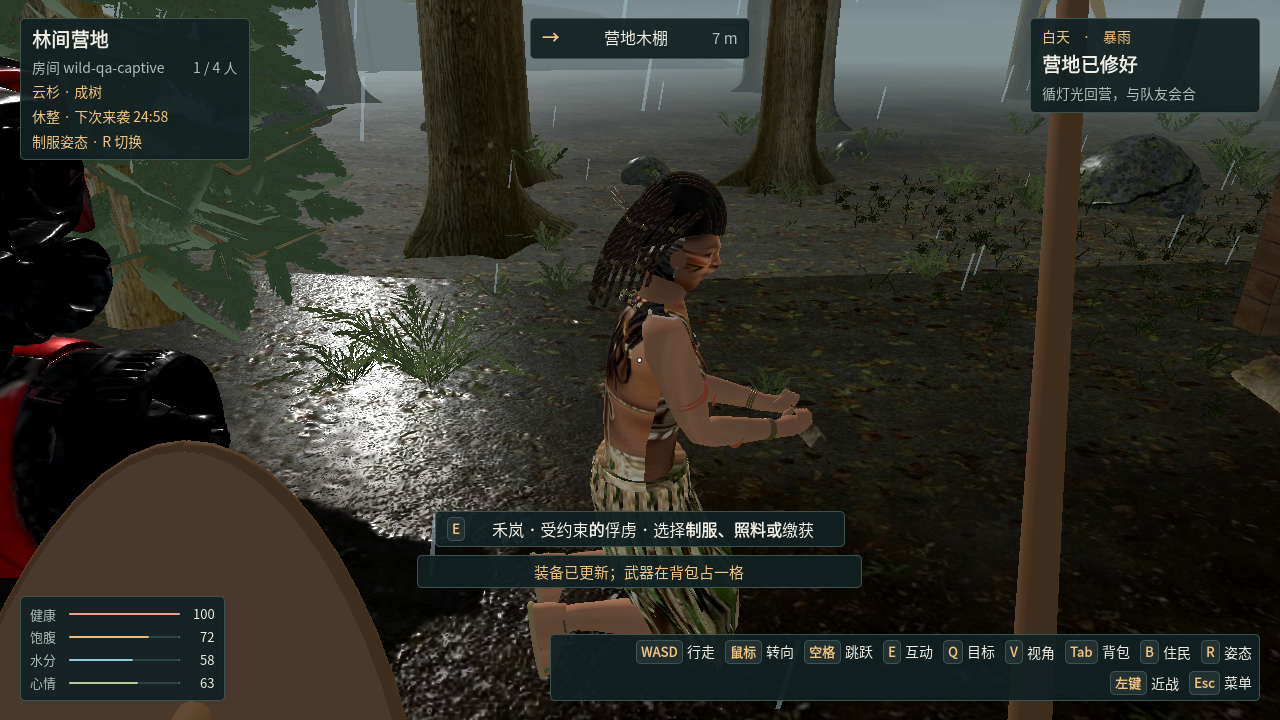 林间营地
房间 wild-qa-captive 1 / 4 人
云杉 · 成树
休整 · 下次来袭 24:58
制服姿态 · R 切换
→ 营地木棚 7 m
白天 · 暴雨
营地已修好
循灯光回营，与队友会合
E 禾岚 · 受约束的俘虏 · 选择制服、照料或缴获
装备已更新；武器在背包占一格
健康 100
饱腹 72
水分 58
心情 63
WASD 行走 鼠标 转向 空格 跳跃 E 互动 Q 目标 V 视角 Tab 背包 B 住民 R 姿态
左键 近战 Esc 菜单